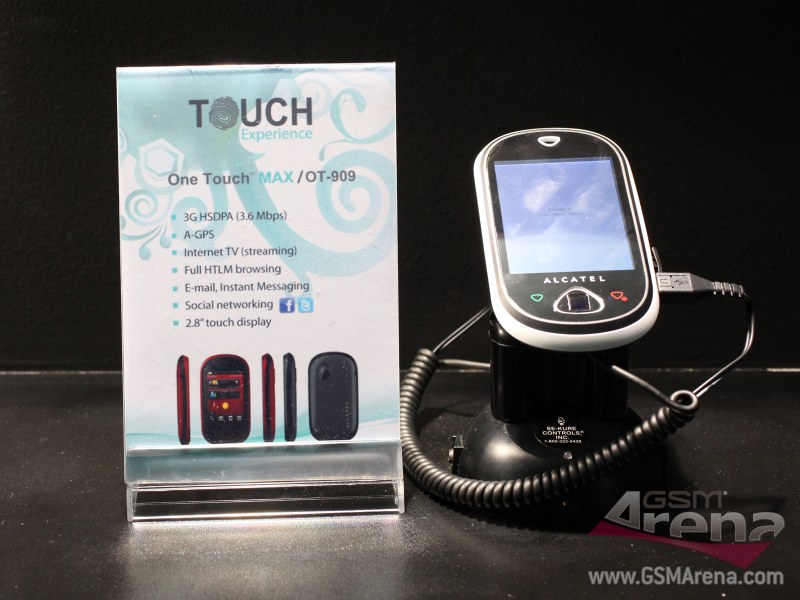 TOUCH
Experience
One Touch™ MAX / OT-909
3G HSDPA (3.6 Mbps)
A-GPS
Internet TV (streaming)
Full HTLM browsing
E-mail, Instant Messaging
Social networking
2.8" touch display
ALCATEL
SE-KURE
CONTROLS,
INC.
GSM
Arena
www.GSMArena.com